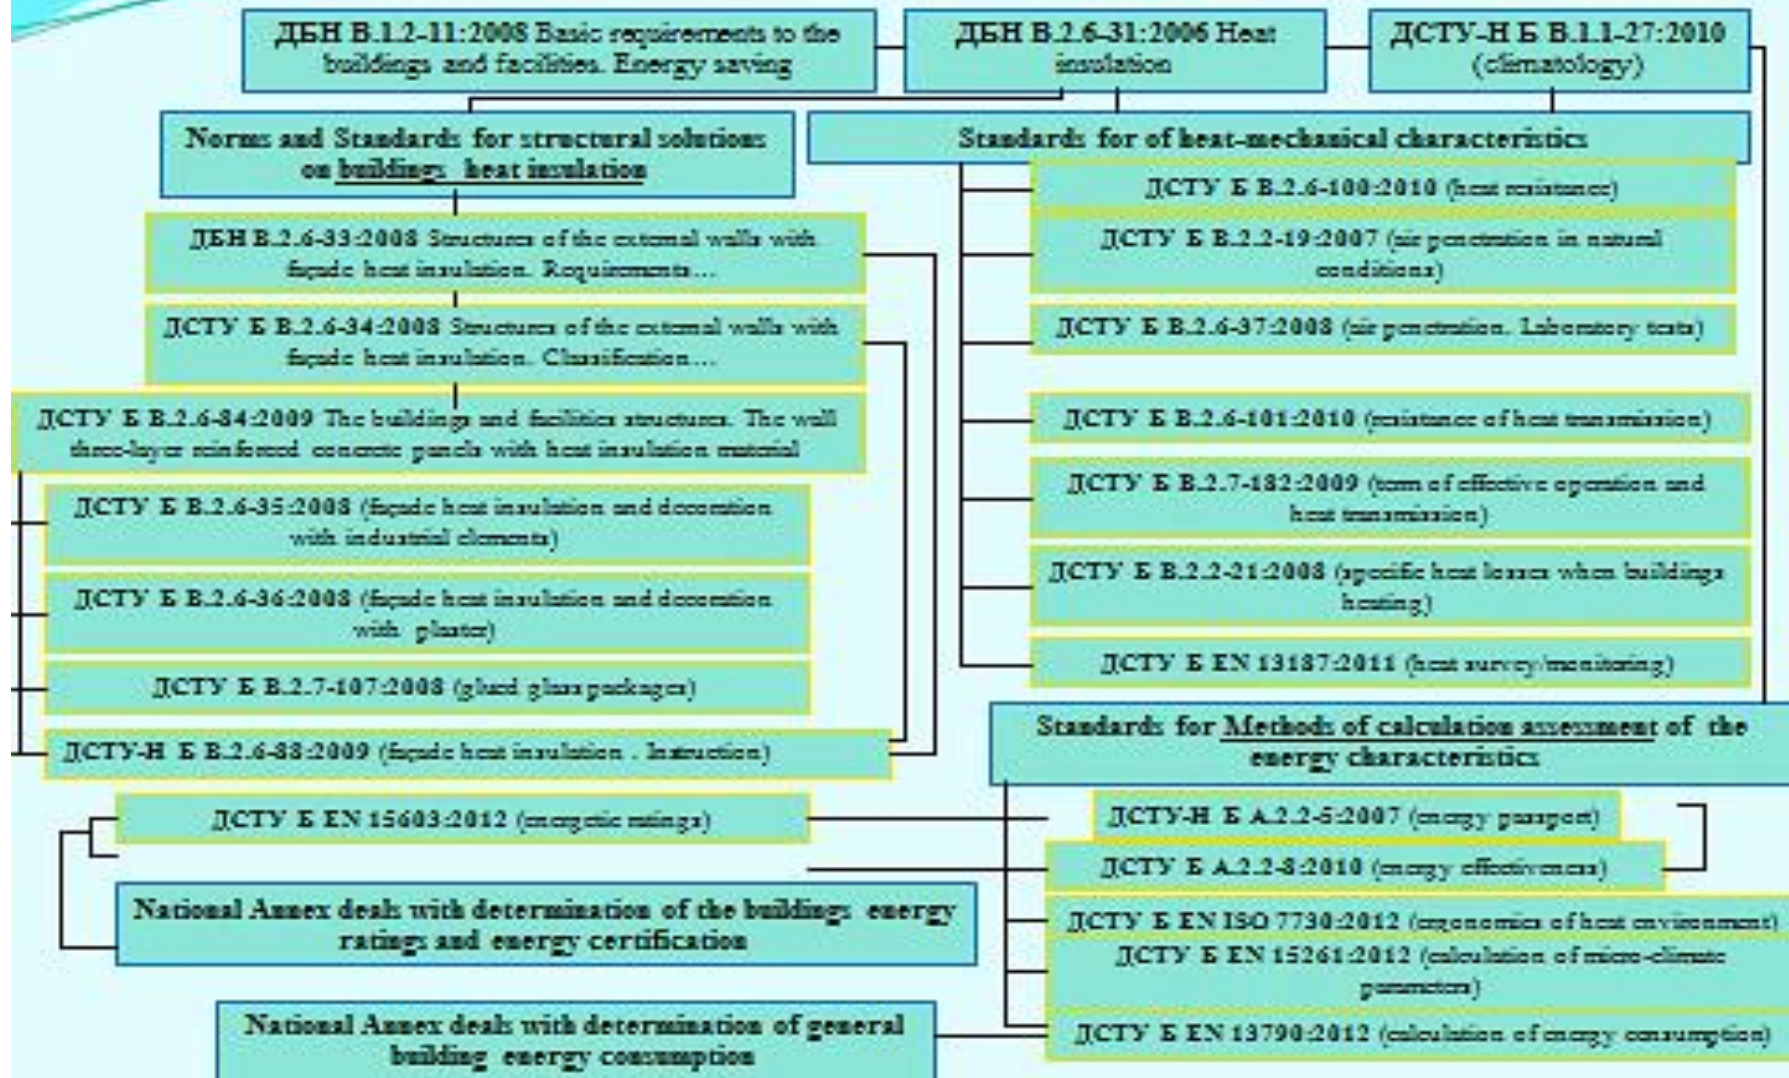 ДБН В.1.2-11:2008 Basic requirements to the
buildings and facilities. Energy saving
ДБН В.2.6-31:2006 Heat
insulation
ДСТУ-Н Б В.1.1-27:2010
(climatology)
Norms and Standards for structural solutions
on buildings heat insulation
Standards for of heat-mechanical characteristics
ДБН В.2.6-33:2008 Structures of the external walls with
façade heat insulation. Requirements…
ДСТУ Б В.2.6-34:2008 Structures of the external walls with
façade heat insulation. Classification…
ДСТУ Б В.2.6-84:2009 The buildings and facilities structures. The wall
three-layer reinforced concrete panels with heat insulation material
ДСТУ Б В.2.6-35:2008 (façade heat insulation and decoration
with industrial elements)
ДСТУ Б В.2.6-36:2008 (façade heat insulation and decoration
with plaster)
ДСТУ Б В.2.7-107:2008 (glued glass packages)
ДСТУ-Н Б В.2.6-88:2009 (façade heat insulation . Instruction)
ДСТУ Б В.2.6-100:2010 (heat resistance)
ДСТУ Б В.2.2-19:2007 (air penetration in natural
conditions)
ДСТУ Б В.2.6-37:2008 (air penetration. Laboratory tests)
ДСТУ Б В.2.6-101:2010 (resistance of heat transmission)
ДСТУ Б В.2.7-182:2009 (term of effective operation and
heat transmission)
ДСТУ Б В.2.2-21:2008 (specific heat losses when buildings
heating)
ДСТУ Б EN 13187:2011 (heat survey/monitoring)
Standards for Methods of calculation assessment of the
energy characteristics
ДСТУ Б EN 15603:2012 (energetic ratings)
National Annex deals with determination of the buildings energy
ratings and energy certification
National Annex deals with determination of general
building energy consumption
ДСТУ-Н Б А.2.2-5:2007 (energy passport)
ДСТУ Б А.2.2-8:2010 (energy effectiveness)
ДСТУ Б EN ISO 7730:2012 (ergonomics of heat environment)
ДСТУ Б EN 15261:2012 (calculation of micro-climate
parameters)
ДСТУ Б EN 13790:2012 (calculation of energy consumption)